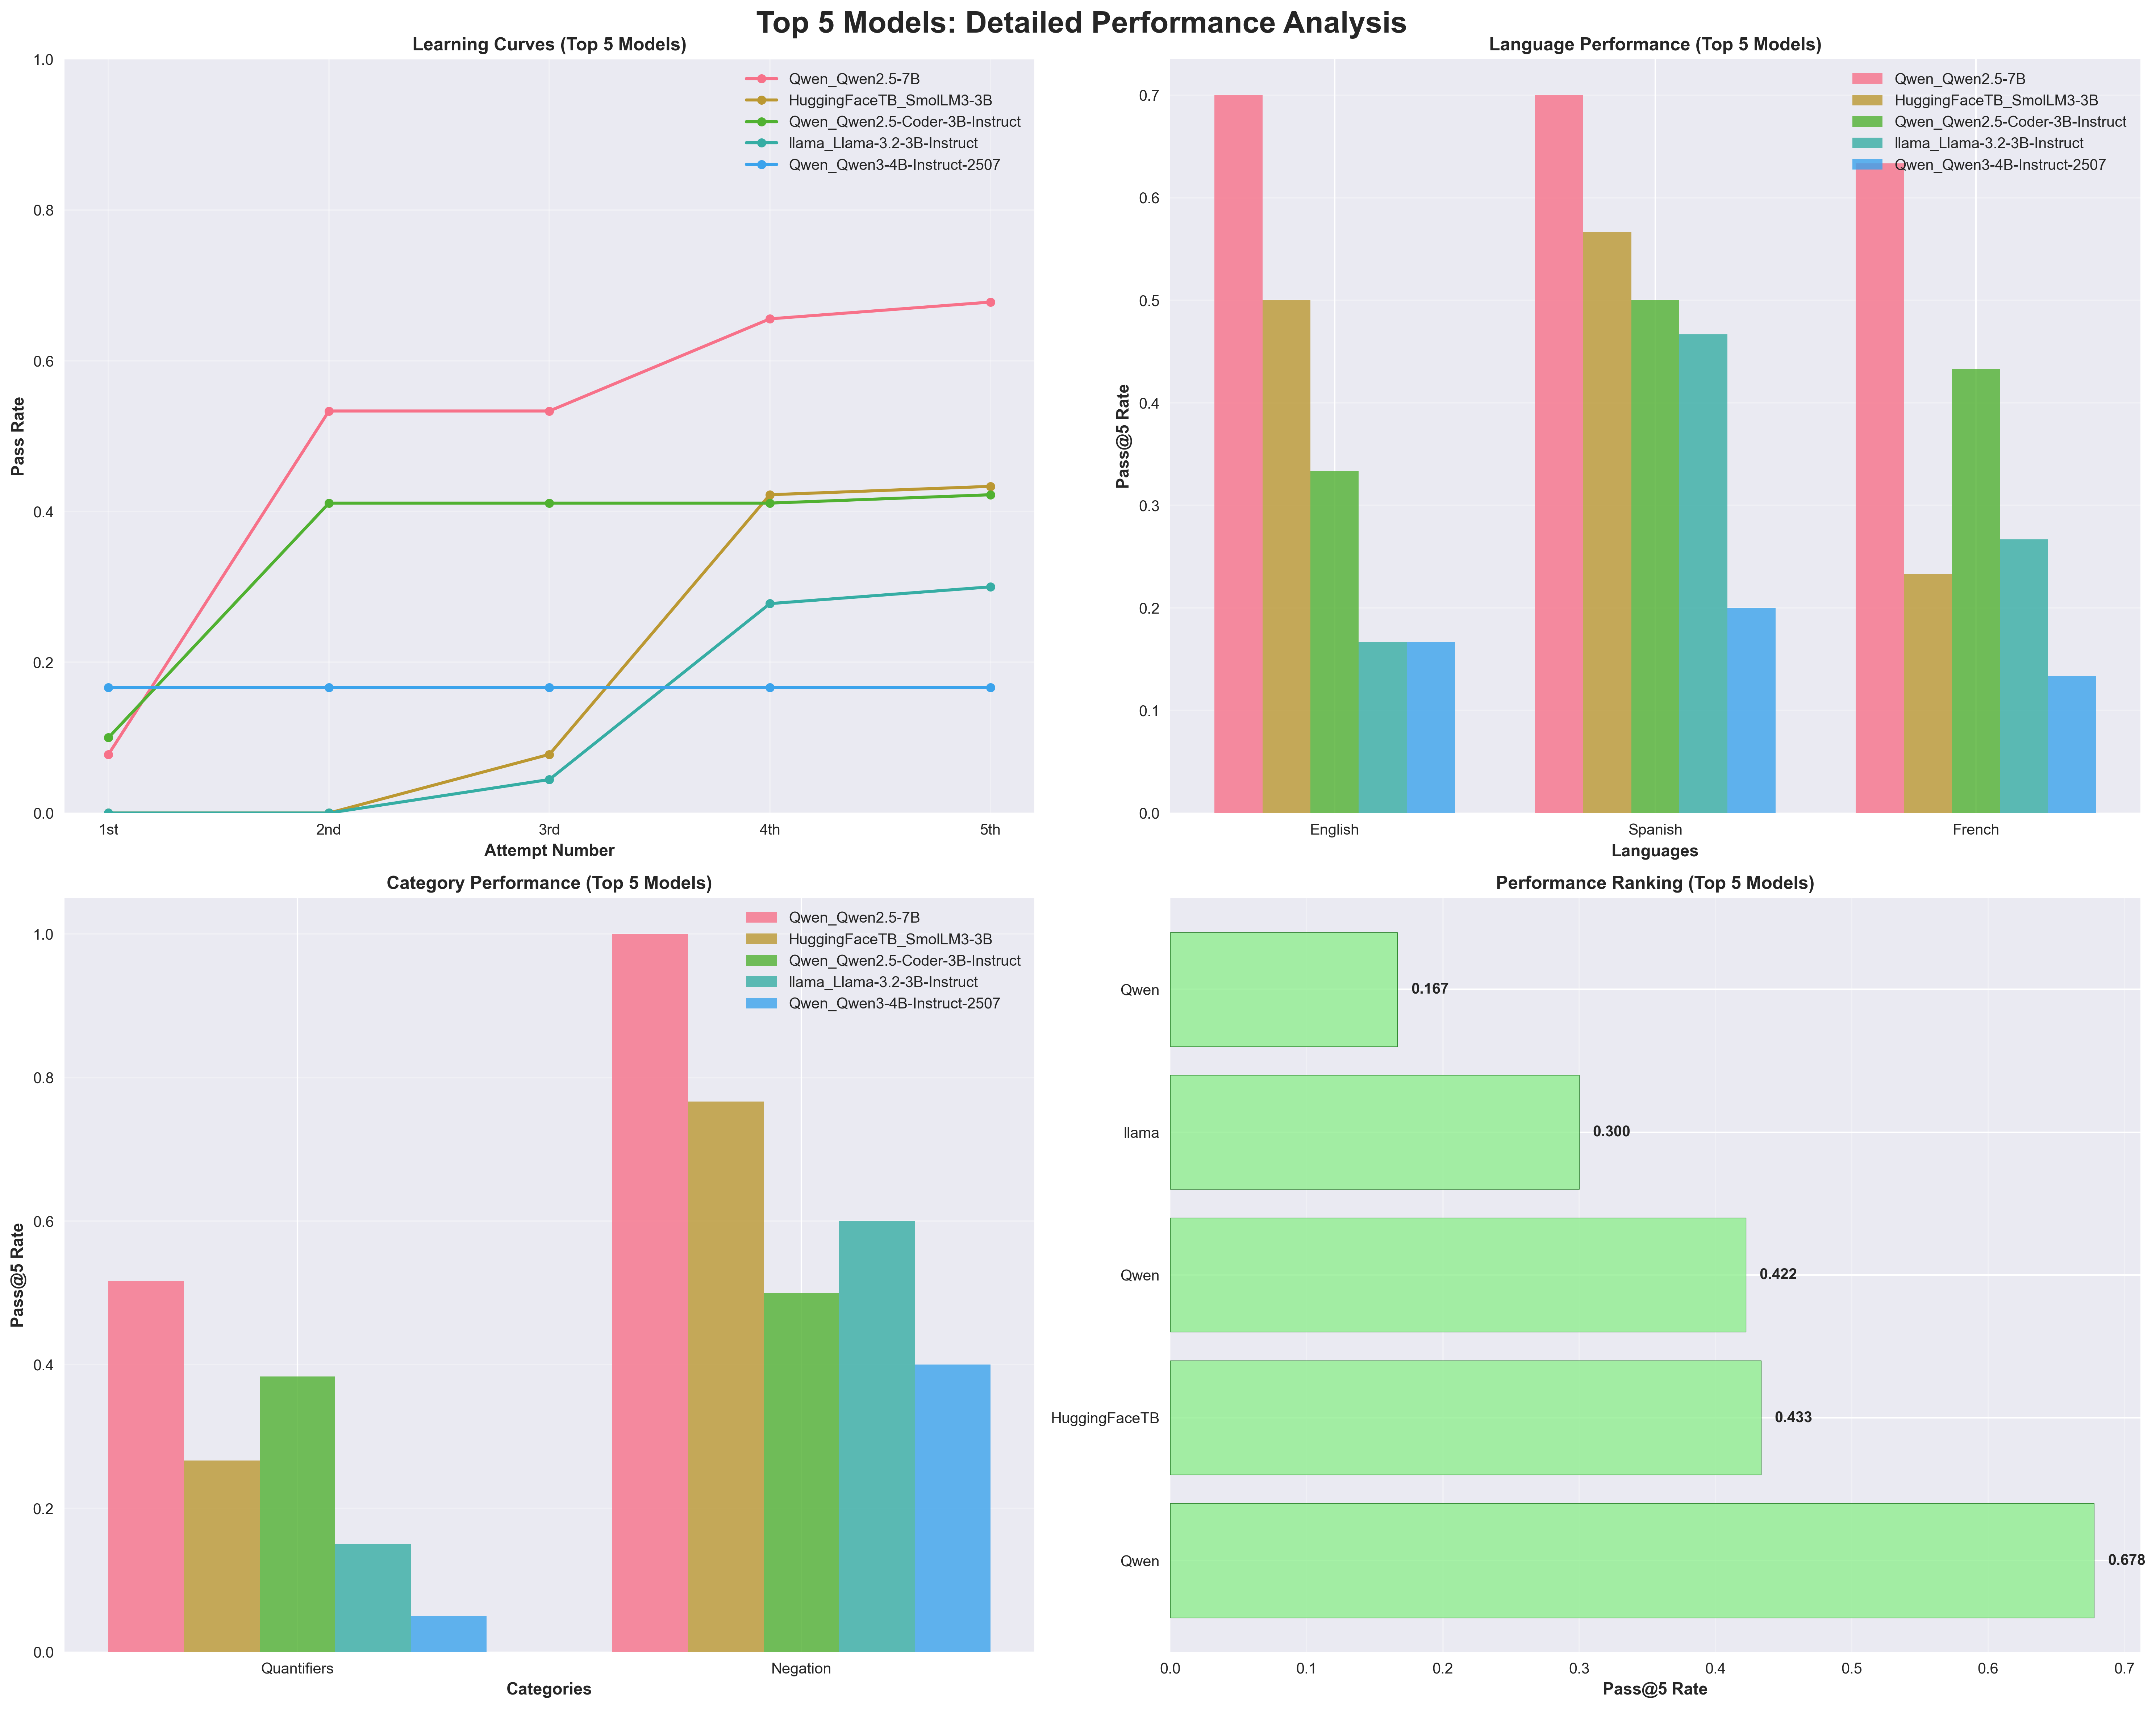 Top 5 Models: Detailed Performance Analysis
Learning Curves (Top 5 Models)
Qwen_Qwen2.5-7B
HuggingFaceTB_SmolLM3-3B
Qwen_Qwen2.5-Coder-3B-Instruct
llama_Llama-3.2-3B-Instruct
Qwen_Qwen3-4B-Instruct-2507
Pass Rate
1.0
0.8
0.6
0.4
0.2
0.0
1st 2nd 3rd 4th 5th
Attempt Number
Language Performance (Top 5 Models)
Qwen_Qwen2.5-7B
HuggingFaceTB_SmolLM3-3B
Qwen_Qwen2.5-Coder-3B-Instruct
llama_Llama-3.2-3B-Instruct
Qwen_Qwen3-4B-Instruct-2507
Pass@5 Rate
0.7
0.6
0.5
0.4
0.3
0.2
0.1
0.0
English Spanish French
Languages
Category Performance (Top 5 Models)
Qwen_Qwen2.5-7B
HuggingFaceTB_SmolLM3-3B
Qwen_Qwen2.5-Coder-3B-Instruct
llama_Llama-3.2-3B-Instruct
Qwen_Qwen3-4B-Instruct-2507
Pass@5 Rate
1.0
0.8
0.6
0.4
0.2
0.0
Quantifiers Negation
Categories
Performance Ranking (Top 5 Models)
Qwen 0.167
llama 0.300
Qwen 0.422
HuggingFaceTB 0.433
Qwen 0.678
0.0 0.1 0.2 0.3 0.4 0.5 0.6 0.7
Pass@5 Rate